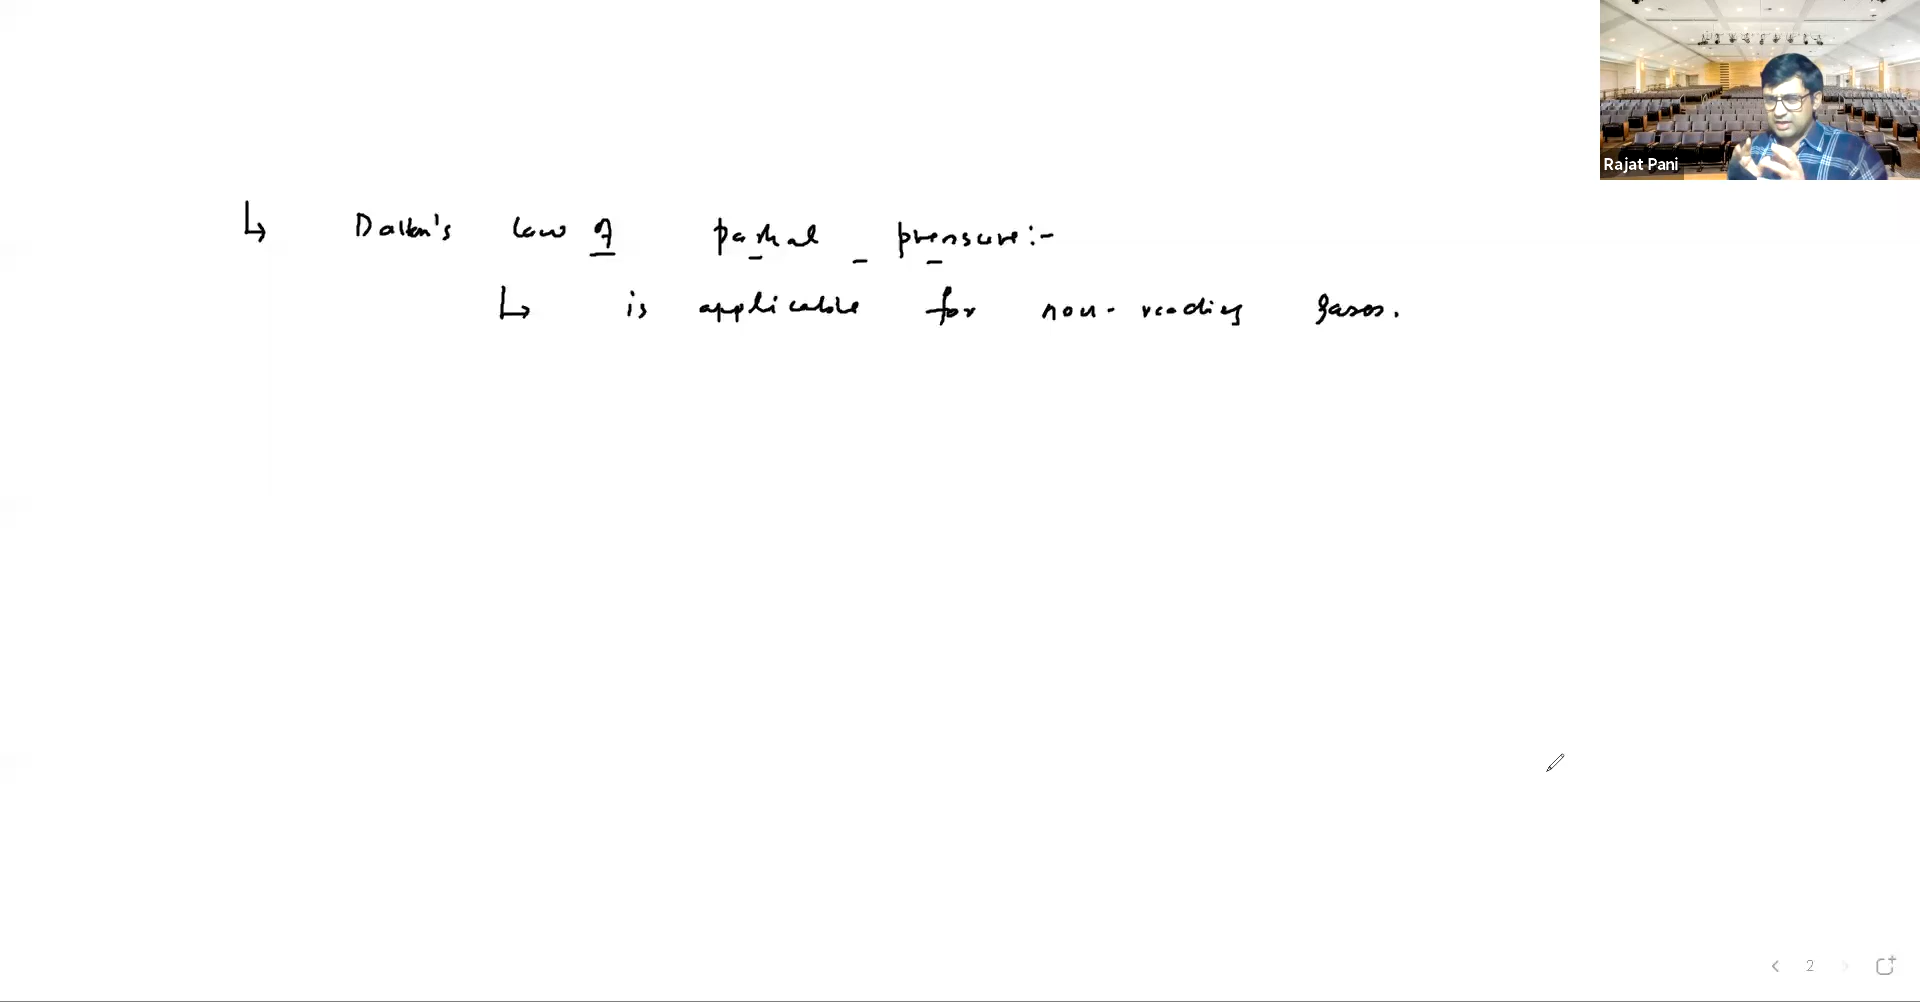 Rajat Pani
↳ Dalton's law of partial pressure:-
↳ is applicable for non-reacting gases.
2